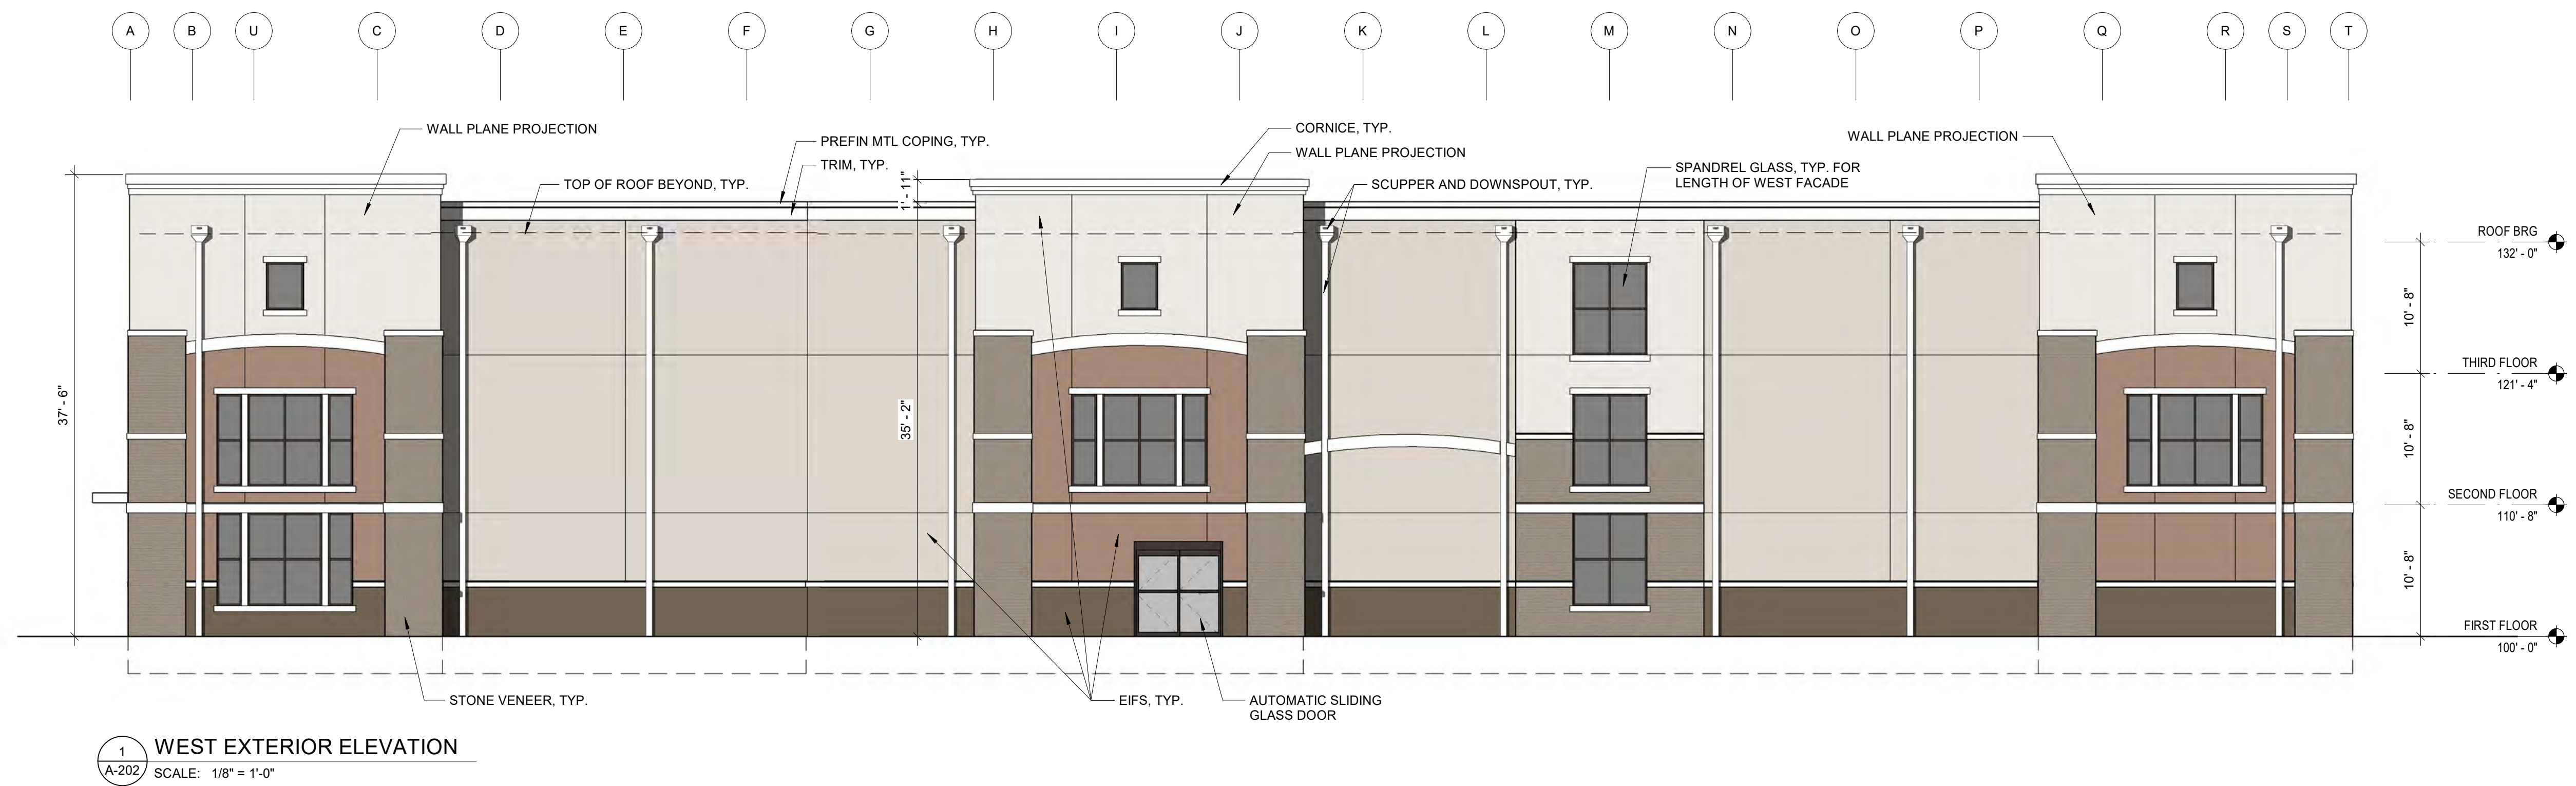 A B U C D E F G H I J K L M N O P Q R S T
WALL PLANE PROJECTION
PREFIN MTL COPING, TYP.
TRIM, TYP.
TOP OF ROOF BEYOND, TYP.
1' - 11"
CORNICE, TYP.
WALL PLANE PROJECTION
SCUPPER AND DOWNSPOUT, TYP.
SPANDREL GLASS, TYP. FOR
LENGTH OF WEST FACADE
WALL PLANE PROJECTION
ROOF BRG
132' - 0"
10' - 8"
THIRD FLOOR
121' - 4"
37' - 6"
35' - 2"
10' - 8"
SECOND FLOOR
110' - 8"
10' - 8"
FIRST FLOOR
100' - 0"
STONE VENEER, TYP.
EIFS, TYP.
AUTOMATIC SLIDING
GLASS DOOR
1
A-202
WEST EXTERIOR ELEVATION
SCALE: 1/8" = 1'-0"